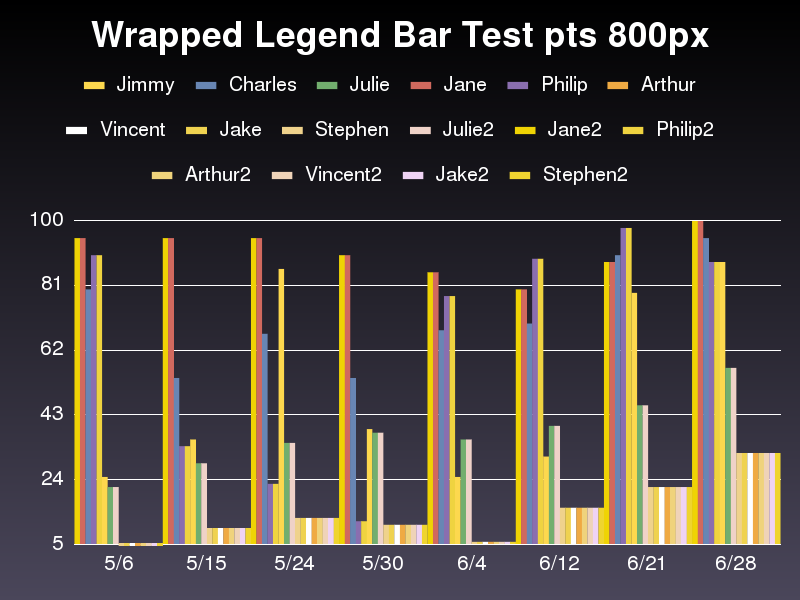 Wrapped Legend Bar Test pts 800px
Jimmy Charles Julie Jane Philip Arthur
Vincent Jake Stephen Julie2 Jane2 Philip2
Arthur2 Vincent2 Jake2 Stephen2
100
81
62
43
24
5
5/6 5/15 5/24 5/30 6/4 6/12 6/21 6/28